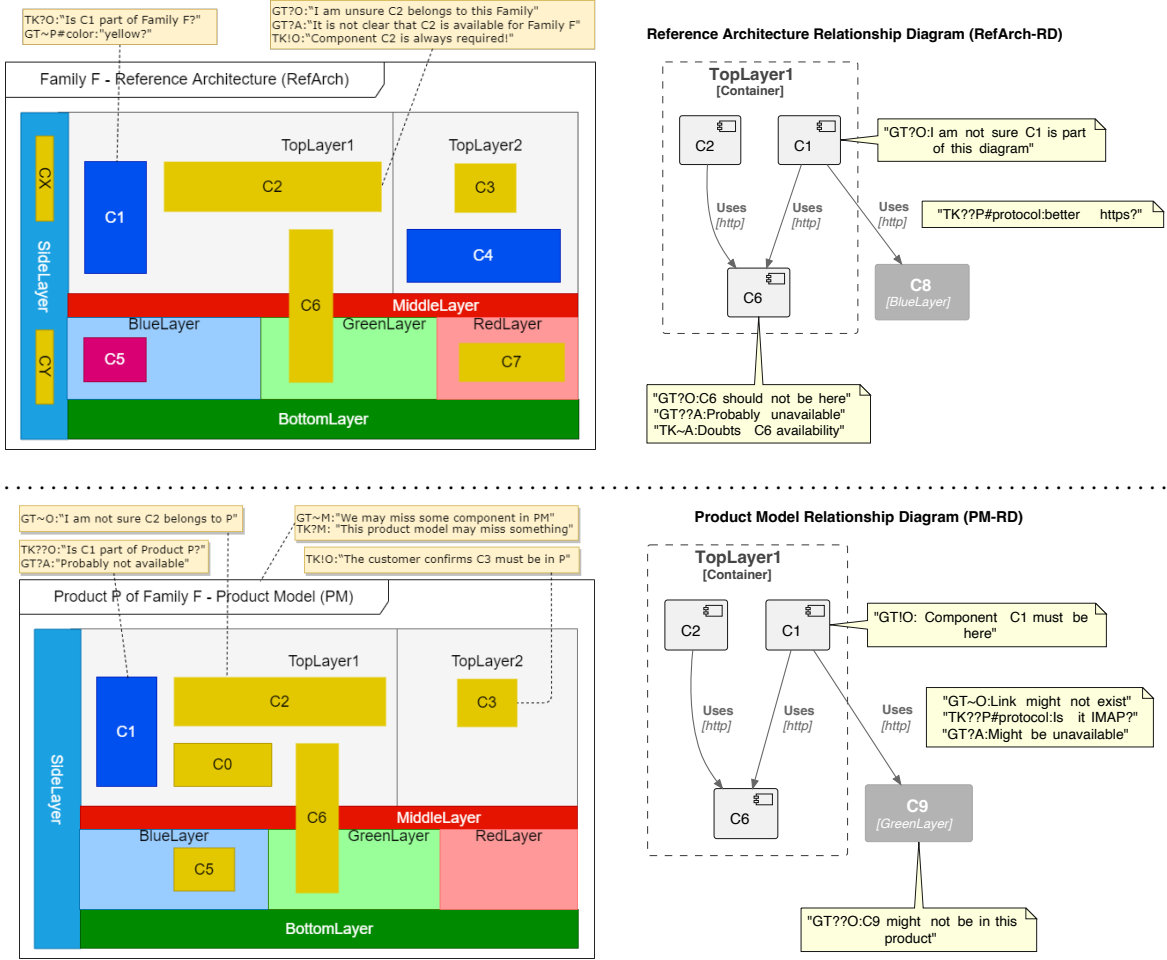 TK?O:“Is C1 part of Family F?"
GT~P#color:"yellow?"
GT?O:“I am unsure C2 belongs to this Family"
GT?A:“It is not clear that C2 is available for Family F"
TK!O:“Component C2 is always required!"
Family F - Reference Architecture (RefArch)
TopLayer1
TopLayer2
CX
C1
C2
C3
SideLayer
C4
C6
MiddleLayer
BlueLayer
GreenLayer
RedLayer
CY
C5
C7
BottomLayer
Reference Architecture Relationship Diagram (RefArch-RD)
TopLayer1
[Container]
C2
C1
"GT?O:I am not sure C1 is part
of this diagram"
Uses
[http]
Uses
[http]
Uses
[http]
"TK??P#protocol:better https?"
C6
C8
[BlueLayer]
"GT?O:C6 should not be here"
"GT??A:Probably unavailable"
"TK~A:Doubts C6 availability"
GT~O:“I am not sure C2 belongs to P"
GT~M:"We may miss some component in PM"
TK?M: "This product model may miss something"
TK??O:"Is C1 part of Product P?"
GT?A:"Probably not available"
TK!O:“The customer confirms C3 must be in P"
Product P of Family F - Product Model (PM)
TopLayer1
TopLayer2
C1
C2
C3
C0
SideLayer
C6
MiddleLayer
BlueLayer
GreenLayer
RedLayer
C5
BottomLayer
Product Model Relationship Diagram (PM-RD)
TopLayer1
[Container]
C2
C1
"GT!O: Component C1 must be
here"
Uses
[http]
Uses
[http]
Uses
[http]
"GT~O:Link might not exist"
"TK??P#protocol:Is it IMAP?"
"GT?A:Might be unavailable"
C6
C9
[GreenLayer]
"GT??O:C9 might not be in this
product"